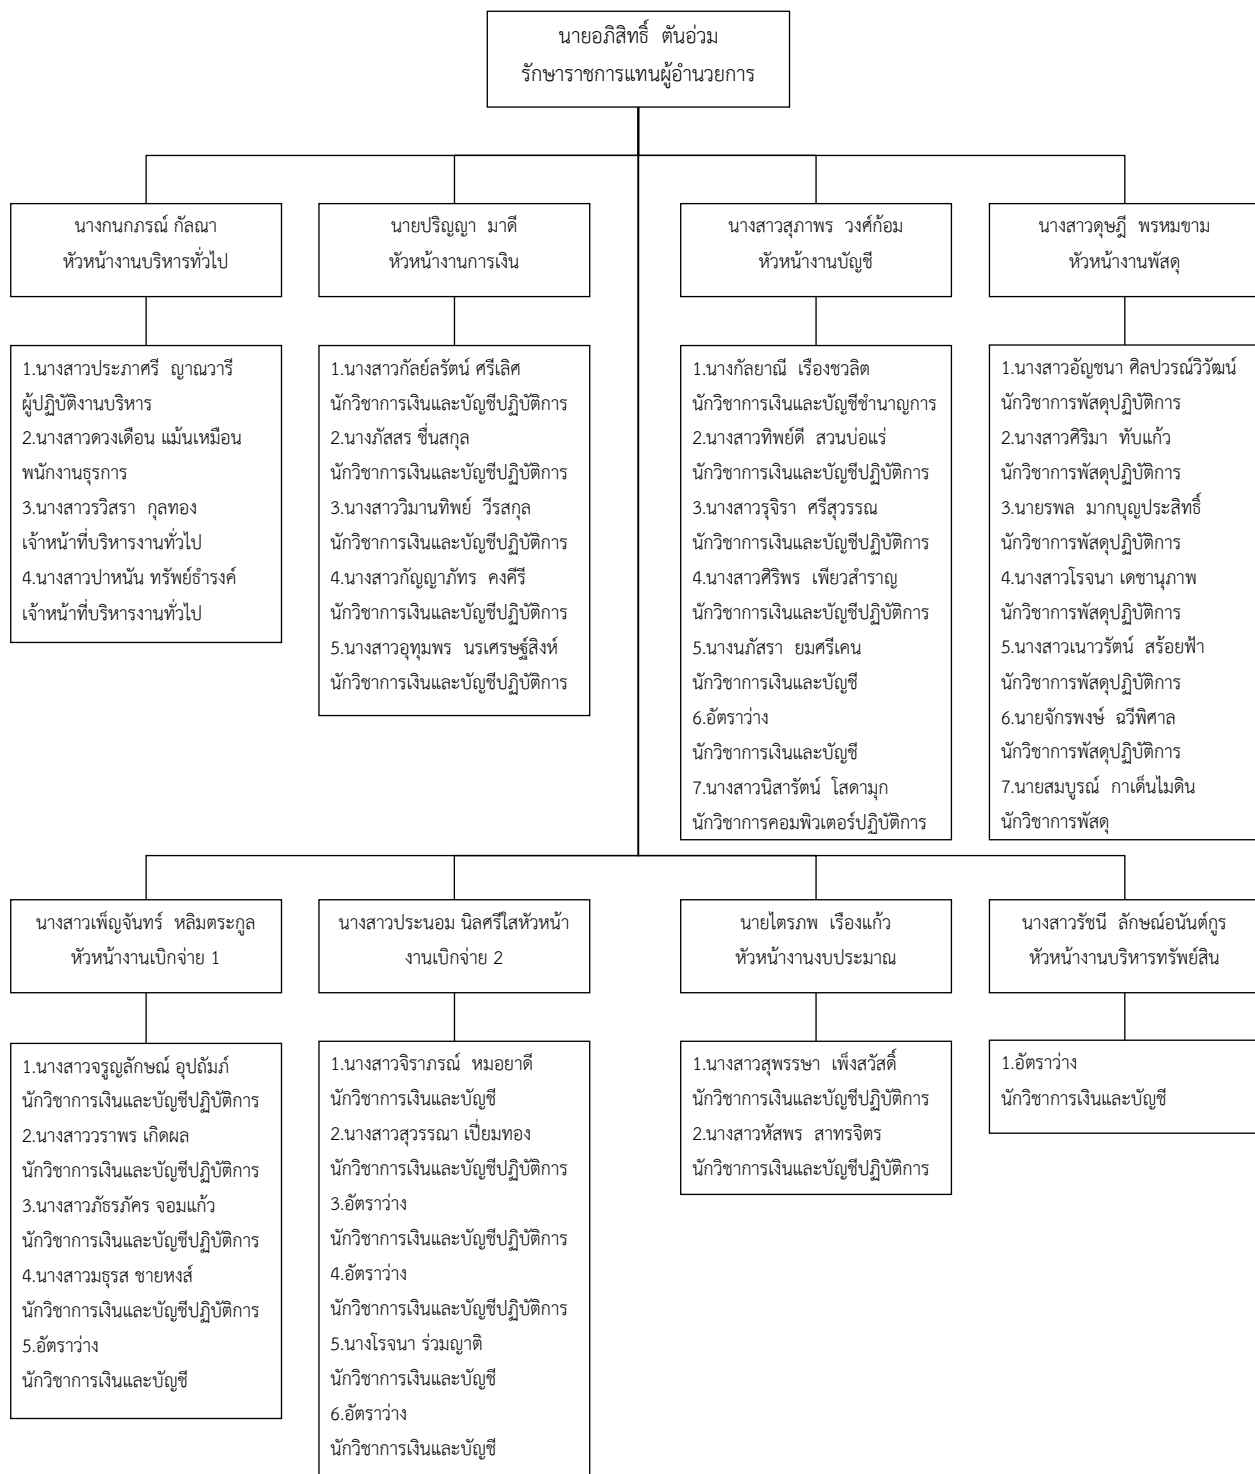 นายอภิสิทธิ์  ตันอ่วม
รักษาราชการแทนผู้อำนวยการ
นางกนกภรณ์ กัลณา
หัวหน้างานบริหารทั่วไป
นายปริญญา  มาดี
หัวหน้างานการเงิน
นางสาวสุภาพร  วงศ์ก้อม
หัวหน้างานบัญชี
นางสาวดุษฎี  พรหมขาม
หัวหน้างานพัสดุ
1.นางสาวประภาศรี  ญาณวารี
ผู้ปฏิบัติงานบริหาร
2.นางสาวดวงเดือน แม้นเหมือน
พนักงานธุรการ
3.นางสาวรวิสรา  กุลทอง
เจ้าหน้าที่บริหารงานทั่วไป
4.นางสาวปาหนัน ทรัพย์ธำรงค์
เจ้าหน้าที่บริหารงานทั่วไป
1.นางสาวกัลย์ลรัตน์ ศรีเลิศ
นักวิชาการเงินและบัญชีปฏิบัติการ
2.นางภัสสร ชื่นสกุล
นักวิชาการเงินและบัญชีปฏิบัติการ
3.นางสาววิมานทิพย์  วีรสกุล
นักวิชาการเงินและบัญชีปฏิบัติการ
4.นางสาวกัญญาภัทร  คงคีรี
นักวิชาการเงินและบัญชีปฏิบัติการ
5.นางสาวอุทุมพร  นรเศรษฐ์สิงห์
นักวิชาการเงินและบัญชีปฏิบัติการ
1.นางกัลยาณี  เรืองชวลิต
นักวิชาการเงินและบัญชีชำนาญการ
2.นางสาวทิพย์ดี  สวนบ่อแร่
นักวิชาการเงินและบัญชีปฏิบัติการ
3.นางสาวรุจิรา  ศรีสุวรรณ
นักวิชาการเงินและบัญชีปฏิบัติการ
4.นางสาวศิริพร  เพียวสำราญ
นักวิชาการเงินและบัญชีปฏิบัติการ
5.นางนภัสรา  ยมศรีเคน
นักวิชาการเงินและบัญชี
6.อัตราว่าง
นักวิชาการเงินและบัญชี
7.นางสาวนิสารัตน์  โสดามุก
นักวิชาการคอมพิวเตอร์ปฏิบัติการ
1.นางสาวอัญชนา ศิลปวรณ์วิวัฒน์
นักวิชาการพัสดุปฏิบัติการ
2.นางสาวศิริมา  ทับแก้ว
นักวิชาการพัสดุปฏิบัติการ
3.นายรพล  มากบุญประสิทธิ์
นักวิชาการพัสดุปฏิบัติการ
4.นางสาวโรจนา เดชานุภาพ
นักวิชาการพัสดุปฏิบัติการ
5.นางสาวเนาวรัตน์  สร้อยฟ้า
นักวิชาการพัสดุปฏิบัติการ
6.นายจักรพงษ์  ฉวีพิศาล
นักวิชาการพัสดุปฏิบัติการ
7.นายสมบูรณ์  กาเด็นไมดิน
นักวิชาการพัสดุ
นางสาวเพ็ญจันทร์  หลิมตระกูล
หัวหน้างานเบิกจ่าย 1
นางสาวประนอม นิลศรีใสหัวหน้า
งานเบิกจ่าย 2
นายไตรภพ  เรืองแก้ว
หัวหน้างานงบประมาณ
นางสาวรัชนี  ลักษณ์อนันต์กูร
หัวหน้างานบริหารทรัพย์สิน
1.นางสาวจรูญลักษณ์ อุปถัมภ์
นักวิชาการเงินและบัญชีปฏิบัติการ
2.นางสาววราพร เกิดผล
นักวิชาการเงินและบัญชีปฏิบัติการ
3.นางสาวภัธรภัคร จอมแก้ว
นักวิชาการเงินและบัญชีปฏิบัติการ
4.นางสาวมธุรส ชายหงส์
นักวิชาการเงินและบัญชีปฏิบัติการ
5.อัตราว่าง
นักวิชาการเงินและบัญชี
1.นางสาวจิราภรณ์  หมอยาดี
นักวิชาการเงินและบัญชี
2.นางสาวสุวรรณา เปี่ยมทอง
นักวิชาการเงินและบัญชีปฏิบัติการ
3.อัตราว่าง
นักวิชาการเงินและบัญชีปฏิบัติการ
4.อัตราว่าง
นักวิชาการเงินและบัญชีปฏิบัติการ
5.นางโรจนา ร่วมญาติ
นักวิชาการเงินและบัญชี
6.อัตราว่าง
นักวิชาการเงินและบัญชี
1.นางสาวสุพรรษา  เพ็งสวัสดิ์
นักวิชาการเงินและบัญชีปฏิบัติการ
2.นางสาวหัสพร  สาทรจิตร
นักวิชาการเงินและบัญชีปฏิบัติการ
1.อัตราว่าง
นักวิชาการเงินและบัญชี